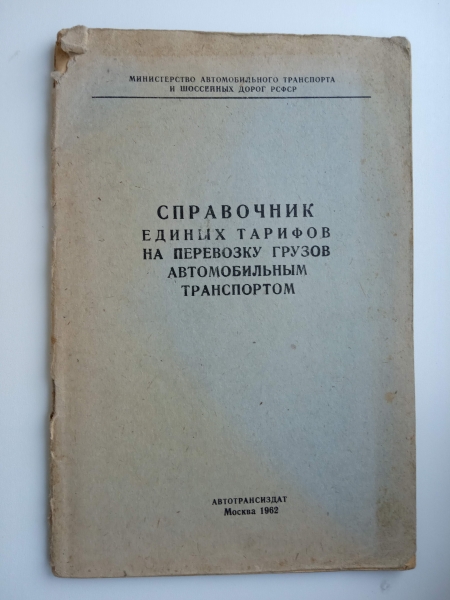 МИНИСТЕРСТВО АВТОМОБИЛЬНОГО ТРАНСПОРТА
И ШОССЕЙНЫХ ДОРОГ РСФСР
СПРАВОЧНИК
ЕДИНЫХ ТАРИФОВ
НА ПЕРЕВОЗКУ ГРУЗОВ
АВТОМОБИЛЬНЫМ
ТРАНСПОРТОМ
АВТОТРАНСИЗДАТ
Москва 1962